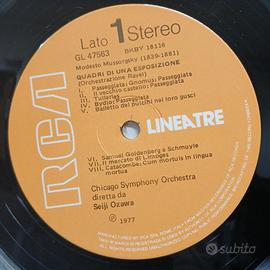 Lato 1 Stereo
GL 47563 BKBY 18116
Modesto Mussorgsky (1839-1881)
QUADRI DI UNA ESPOSIZIONE
(Orchestrazione Ravel)
I. Passeggiata; Gnomus; Passeggiata
II. Il vecchio castello; Passeggiata
III. Tuileries
IV. Bydlo; Passeggiata
V. Balletto dei pulcini nei loro gusci
RCA
LINEATRE
VI. Samuel Goldenberg e Schmuyle
VII. Il mercato di Limoges
VIII. Catacombe; Cum mortuis in lingua
mortua
Chicago Symphony Orchestra
diretta da
Seiji Ozawa
℗ 1977
subito